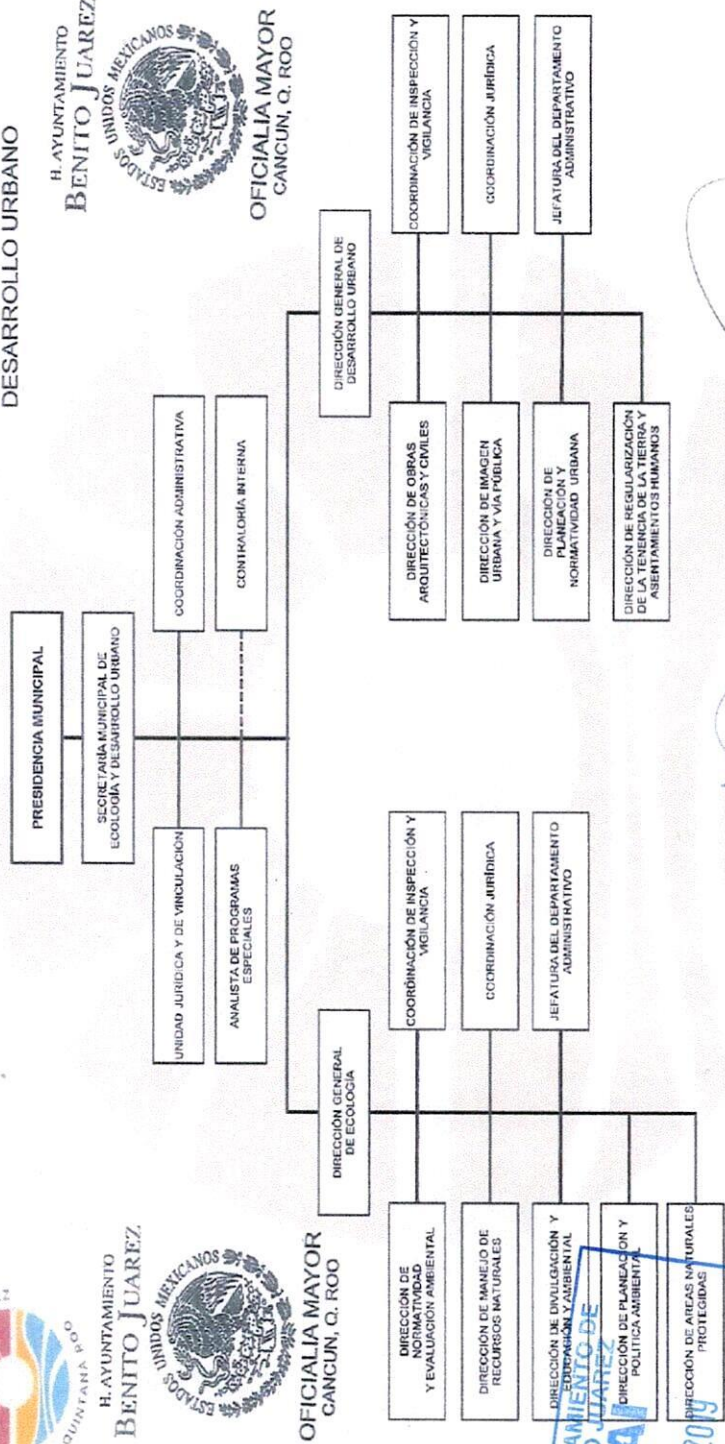 DESARROLLO URBANO
QUINTANA ROO
H. AYUNTAMIENTO
BENITO JUAREZ
ESTADOS UNIDOS MEXICANOS
OFICIALIA MAYOR
CANCUN, Q. ROO
H. AYUNTAMIENTO
BENITO JUAREZ
ESTADOS UNIDOS MEXICANOS
OFICIALIA MAYOR
CANCUN, Q. ROO
PRESIDENCIA MUNICIPAL
SECRETARÍA MUNICIPAL DE
ECOLOGÍA Y DESARROLLO URBANO
UNIDAD JURÍDICA Y DE VINCULACIÓN
COORDINACIÓN ADMINISTRATIVA
ANALISTA DE PROGRAMAS
ESPECIALES
CONTRALORÍA INTERNA
DIRECCIÓN GENERAL
DE ECOLOGÍA
DIRECCIÓN DE
NORMATIVIDAD
Y EVALUACIÓN AMBIENTAL
COORDINACIÓN DE INSPECCIÓN Y
VIGILANCIA
DIRECCIÓN DE MANEJO DE
RECURSOS NATURALES
COORDINACIÓN JURÍDICA
DIRECCIÓN DE DIVULGACIÓN Y
EDUCACIÓN Y AMBIENTAL
JEFATURA DEL DEPARTAMENTO
ADMINISTRATIVO
DIRECCIÓN DE PLANEACIÓN Y
POLITICA AMBIENTAL
DIRECCIÓN DE AREAS NATURALES
PROTEGIDAS
DIRECCIÓN GENERAL DE
DESARROLLO URBANO
DIRECCIÓN DE OBRAS
ARQUITECTÓNICAS Y CIVILES
COORDINACIÓN DE INSPECCIÓN Y
VIGILANCIA
DIRECCIÓN DE IMAGEN
URBANA Y VÍA PÚBLICA
COORDINACIÓN JURÍDICA
DIRECCIÓN DE
PLANEACIÓN Y
NORMATIVIDAD URBANA
JEFATURA DEL DEPARTAMENTO
ADMINISTRATIVO
DIRECCIÓN DE REGULARIZACIÓN
DE LA TENENCIA DE LA TIERRA Y
ASENTAMIENTOS HUMANOS
AMIENTO DE
JUAREZ